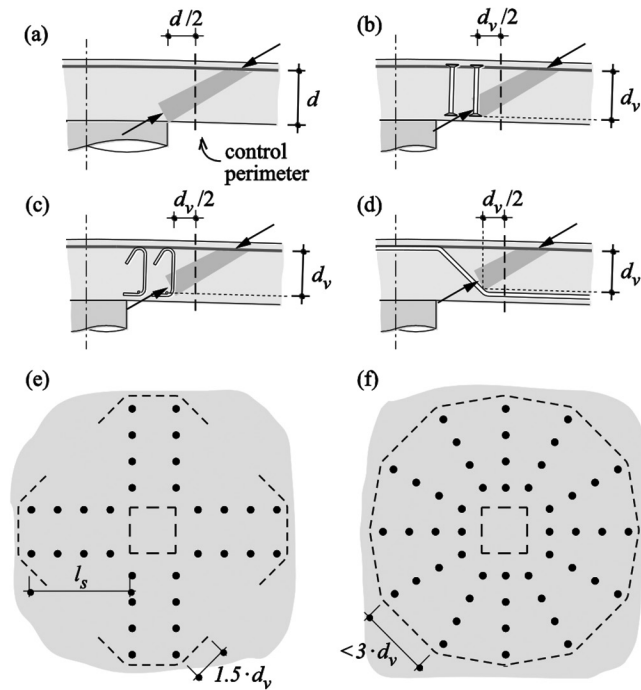 (a)
d/2
d
control
perimeter
(b)
d_v/2
d_v
(c)
d_v/2
d_v
(d)
d_v/2
d_v
(e)
l_s
1.5·d_v
(f)
<3·d_v